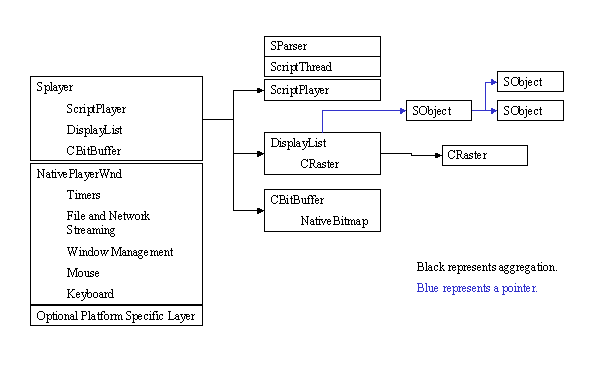 Splayer
ScriptPlayer
DisplayList
CBitBuffer
NativePlayerWnd
Timers
File and Network
Streaming
Window Management
Mouse
Keyboard
Optional Platform Specific Layer
SParser
ScriptThread
ScriptPlayer
DisplayList
CRaster
CBitBuffer
NativeBitmap
SObject
SObject
SObject
CRaster
Black represents aggregation.
Blue represents a pointer.